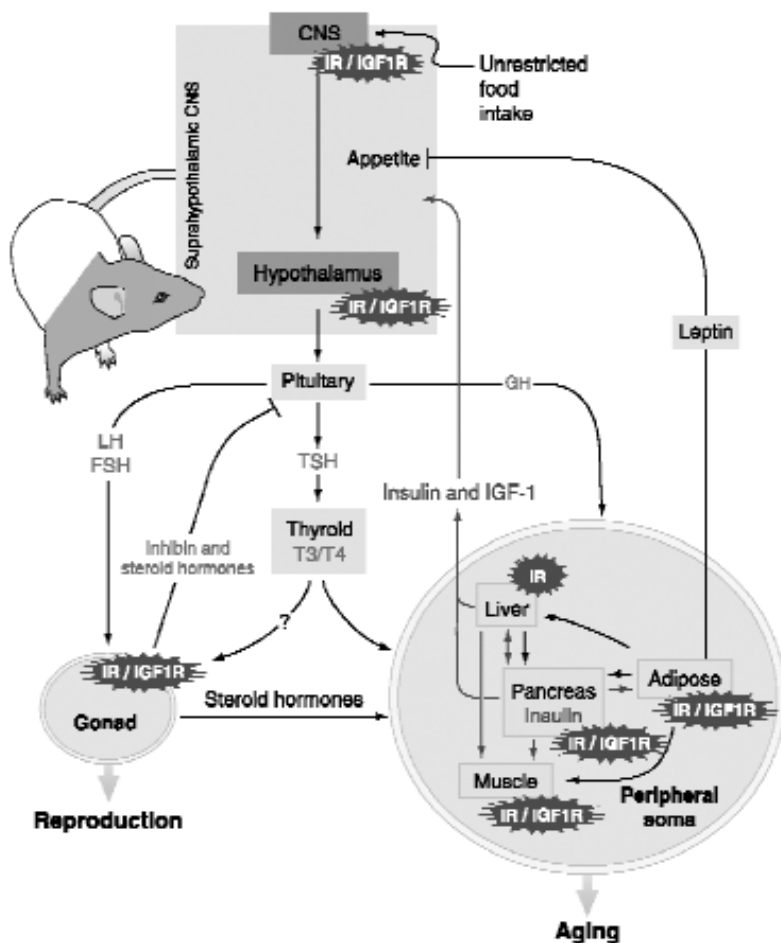 CNS
IR / IGF1R
Unrestricted
food
intake
Suprahypothalamic CNS
Appetite
Hypothalamus
IR / IGF1R
Leptin
Pituitary
GH
LH
FSH
TSH
Insulin and IGF-1
Thyroid
T3/T4
Inhibin and
steroid hormones
?
IR
Liver
IR / IGF1R
Gonad
Steroid hormones
Pancreas
Insulin
Adipose
IR / IGF1R
IR / IGF1R
Muscle
IR / IGF1R
Peripheral
soma
Reproduction
Aging